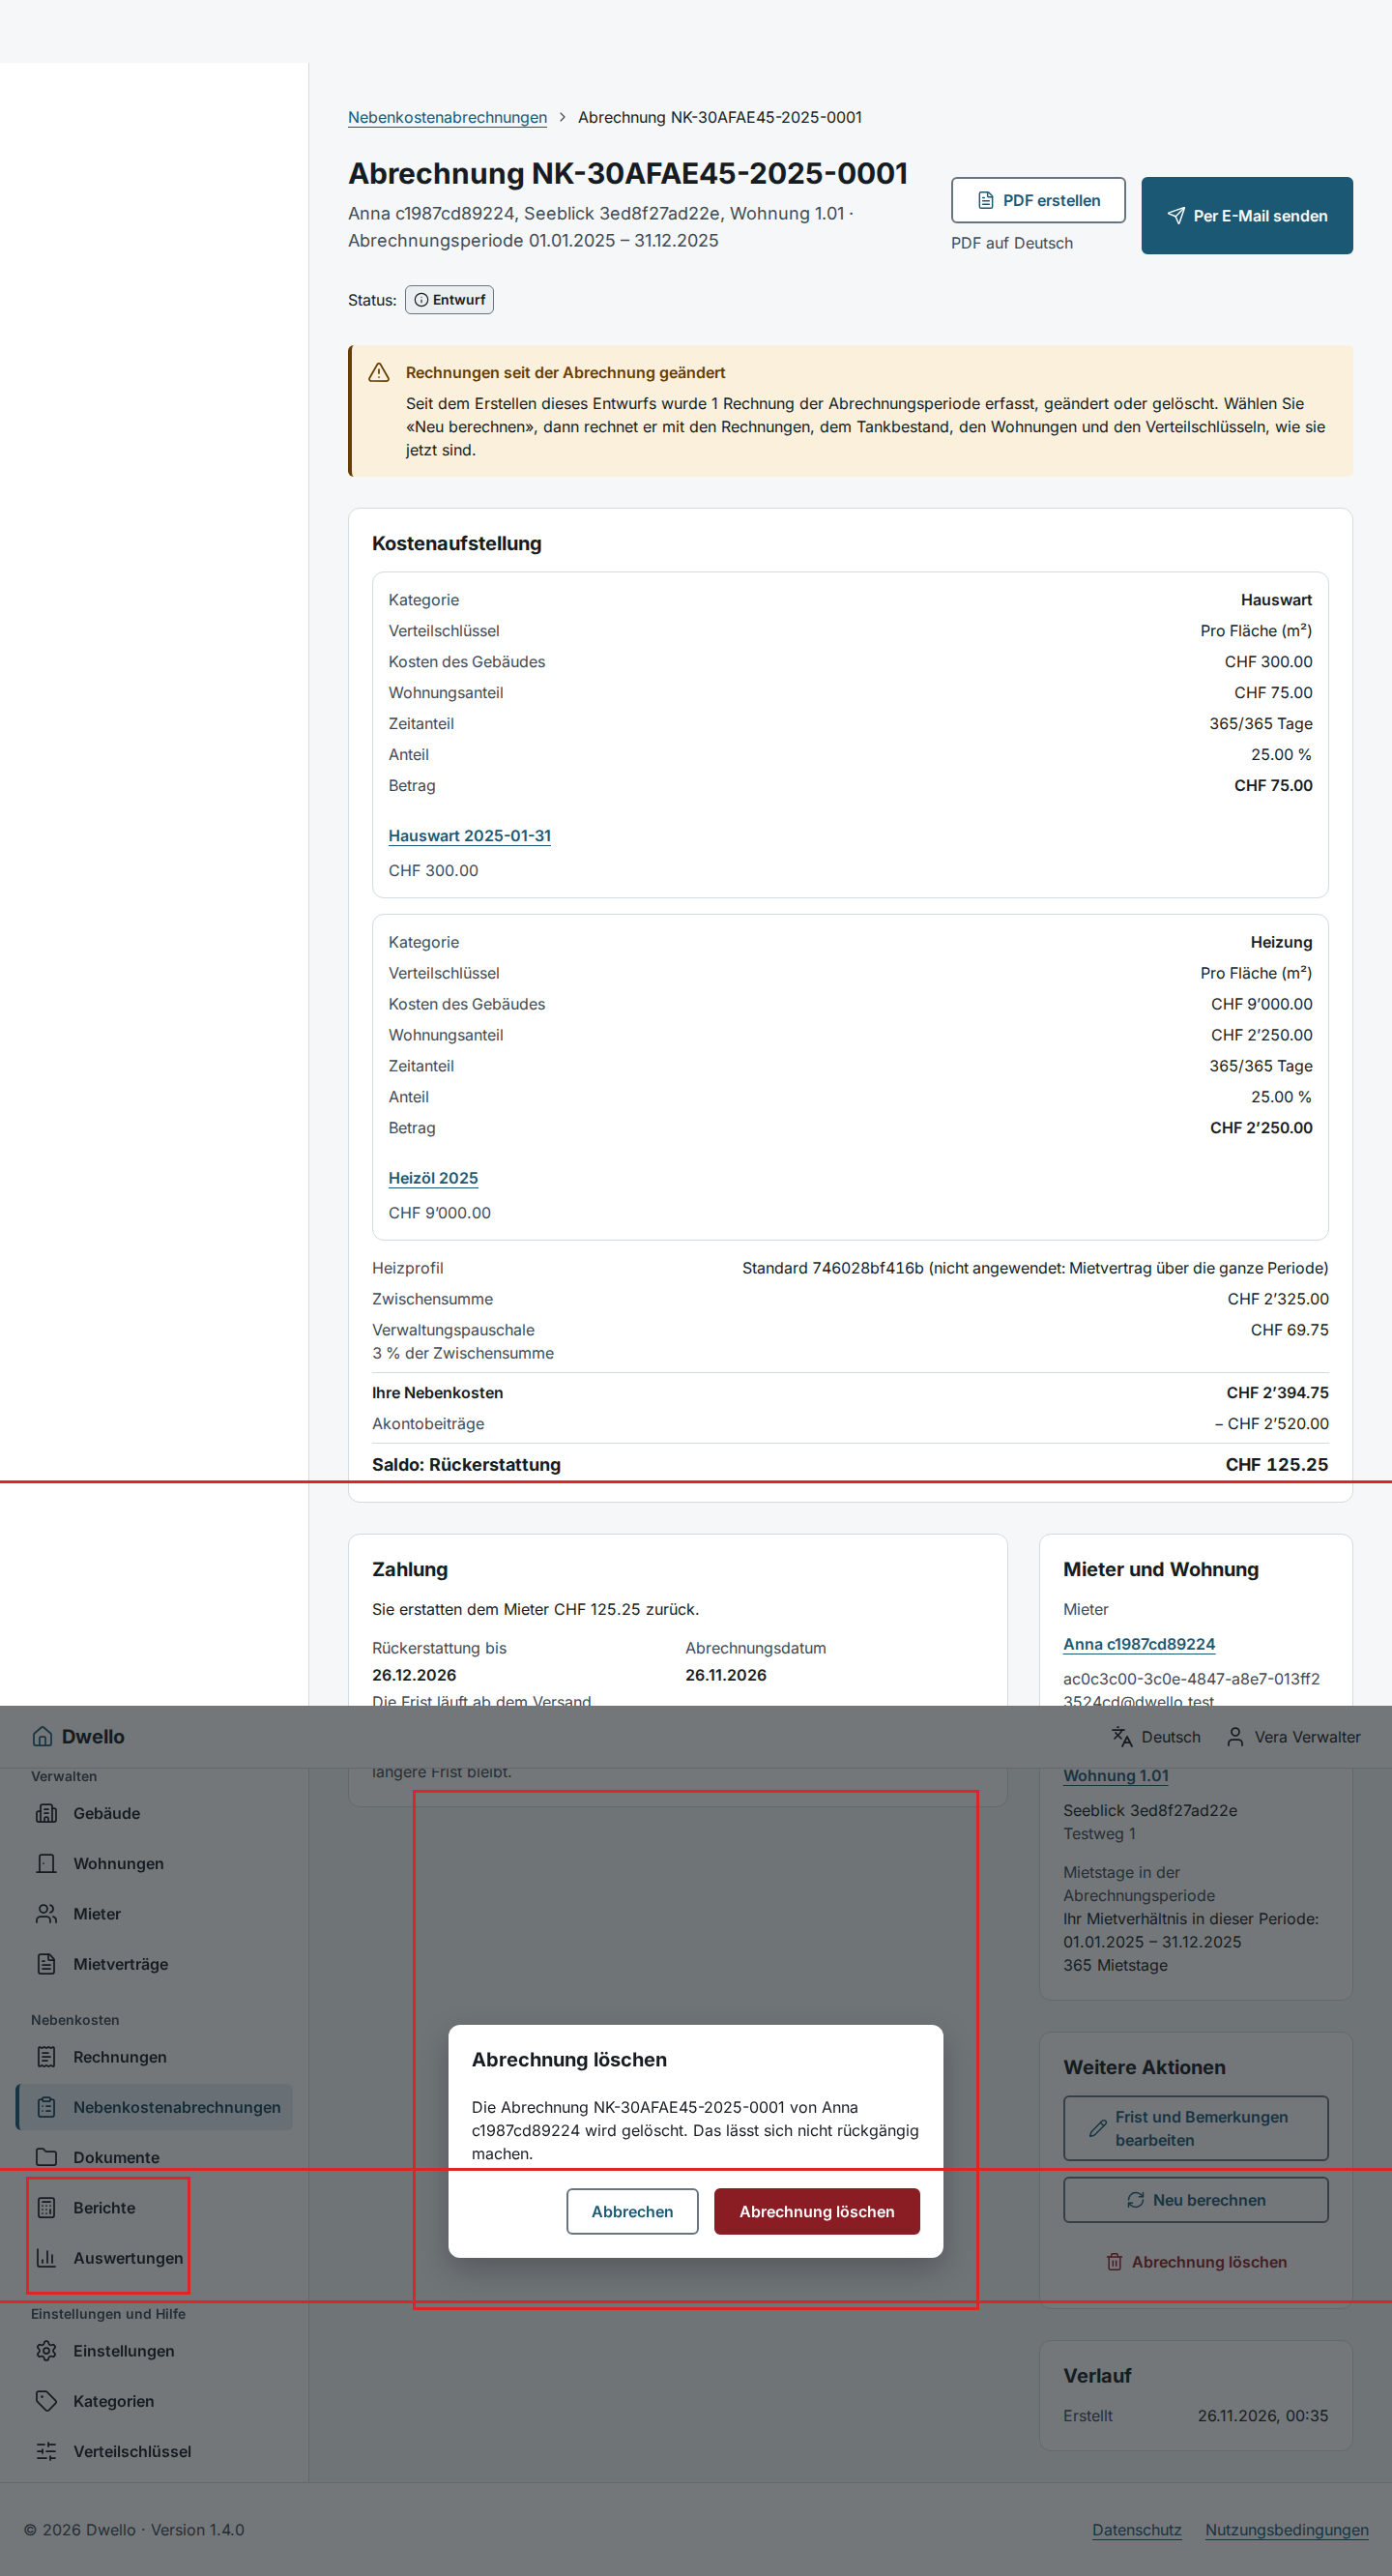 Nebenkostenabrechnungen > Abrechnung NK-30AFAE45-2025-0001
Abrechnung NK-30AFAE45-2025-0001
Anna c1987cd89224, Seeblick 3ed8f27ad22e, Wohnung 1.01 ·
Abrechnungsperiode 01.01.2025 – 31.12.2025
PDF erstellen
PDF auf Deutsch
Per E-Mail senden
Status: Entwurf
Rechnungen seit der Abrechnung geändert
Seit dem Erstellen dieses Entwurfs wurde 1 Rechnung der Abrechnungsperiode erfasst, geändert oder gelöscht. Wählen Sie
«Neu berechnen», dann rechnet er mit den Rechnungen, dem Tankbestand, den Wohnungen und den Verteilschlüsseln, wie sie
jetzt sind.
Kostenaufstellung
Kategorie Hauswart
Verteilschlüssel Pro Fläche (m²)
Kosten des Gebäudes CHF 300.00
Wohnungsanteil CHF 75.00
Zeitanteil 365/365 Tage
Anteil 25.00 %
Betrag CHF 75.00
Hauswart 2025-01-31
CHF 300.00
Kategorie Heizung
Verteilschlüssel Pro Fläche (m²)
Kosten des Gebäudes CHF 9’000.00
Wohnungsanteil CHF 2’250.00
Zeitanteil 365/365 Tage
Anteil 25.00 %
Betrag CHF 2’250.00
Heizöl 2025
CHF 9’000.00
Heizprofil Standard 746028bf416b (nicht angewendet: Mietvertrag über die ganze Periode)
Zwischensumme CHF 2’325.00
Verwaltungspauschale CHF 69.75
3 % der Zwischensumme
Ihre Nebenkosten CHF 2’394.75
Akontobeiträge – CHF 2’520.00
Saldo: Rückerstattung CHF 125.25
Zahlung
Sie erstatten dem Mieter CHF 125.25 zurück.
Rückerstattung bis Abrechnungsdatum
26.12.2026 26.11.2026
Die Frist läuft ab dem Versand
längere Frist bleibt.
Mieter und Wohnung
Mieter
Anna c1987cd89224
ac0c3c00-3c0e-4847-a8e7-013ff2
3524cd@dwello.test
Dwello
Deutsch
Vera Verwalter
Wohnung 1.01
Seeblick 3ed8f27ad22e
Testweg 1
Mietstage in der
Abrechnungsperiode
Ihr Mietverhältnis in dieser Periode:
01.01.2025 – 31.12.2025
365 Mietstage
Verwalten
Gebäude
Wohnungen
Mieter
Mietverträge
Nebenkosten
Rechnungen
Nebenkostenabrechnungen
Dokumente
Berichte
Auswertungen
Einstellungen und Hilfe
Einstellungen
Kategorien
Verteilschlüssel
Abrechnung löschen
Die Abrechnung NK-30AFAE45-2025-0001 von Anna
c1987cd89224 wird gelöscht. Das lässt sich nicht rückgängig
machen.
Abbrechen
Abrechnung löschen
Weitere Aktionen
Frist und Bemerkungen
bearbeiten
Neu berechnen
Abrechnung löschen
Verlauf
Erstellt 26.11.2026, 00:35
© 2026 Dwello · Version 1.4.0
Datenschutz
Nutzungsbedingungen